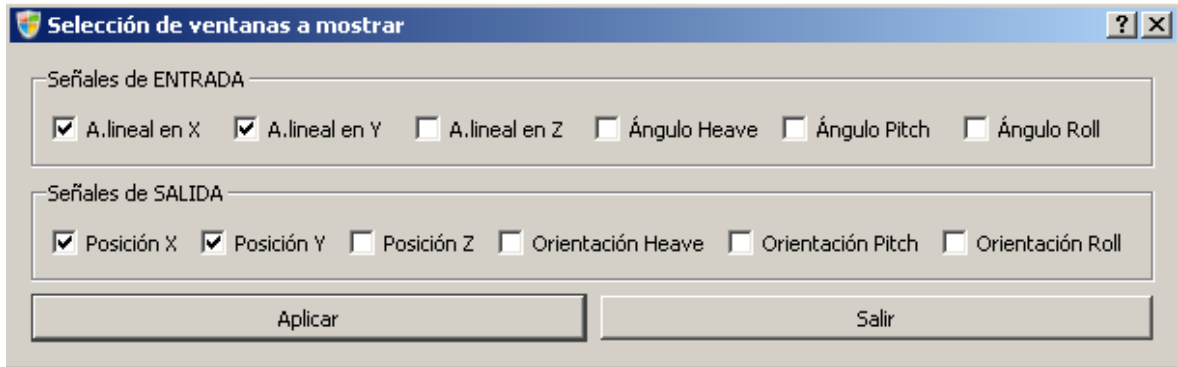 Selección de ventanas a mostrar
Señales de ENTRADA
A.lineal en X A.lineal en Y A.lineal en Z Ángulo Heave Ángulo Pitch Ángulo Roll
Señales de SALIDA
Posición X Posición Y Posición Z Orientación Heave Orientación Pitch Orientación Roll
Aplicar Salir